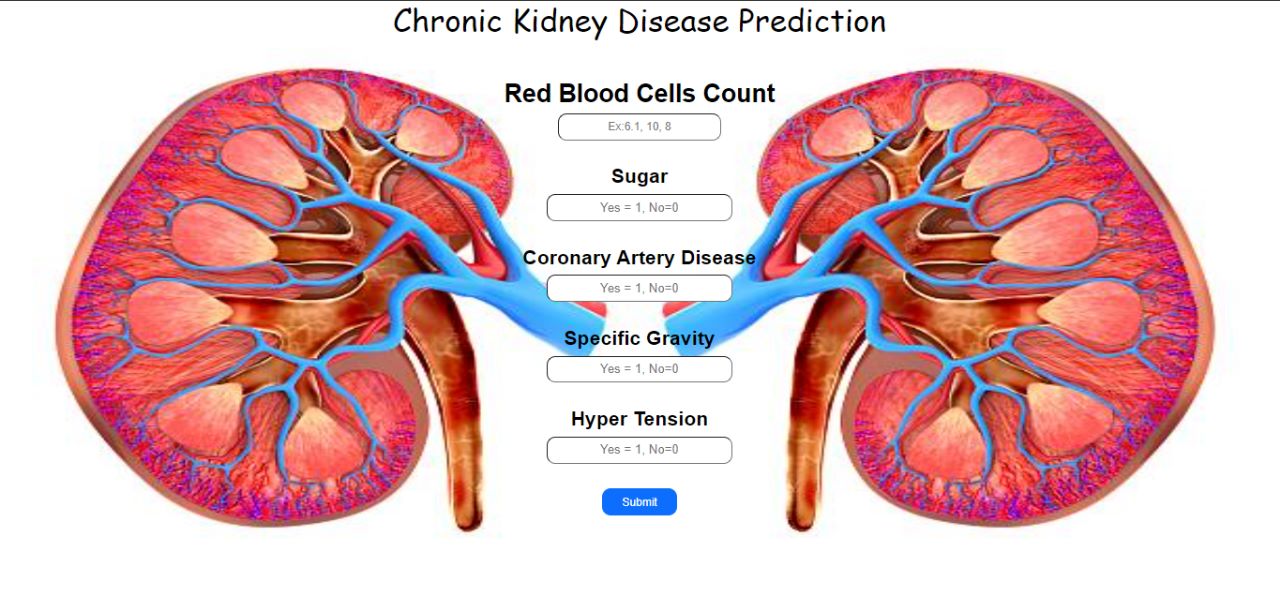 Chronic Kidney Disease Prediction
Red Blood Cells Count
Ex:6.1, 10, 8
Sugar
Yes = 1, No=0
Coronary Artery Disease
Yes = 1, No=0
Specific Gravity
Yes = 1, No=0
Hyper Tension
Yes = 1, No=0
Submit